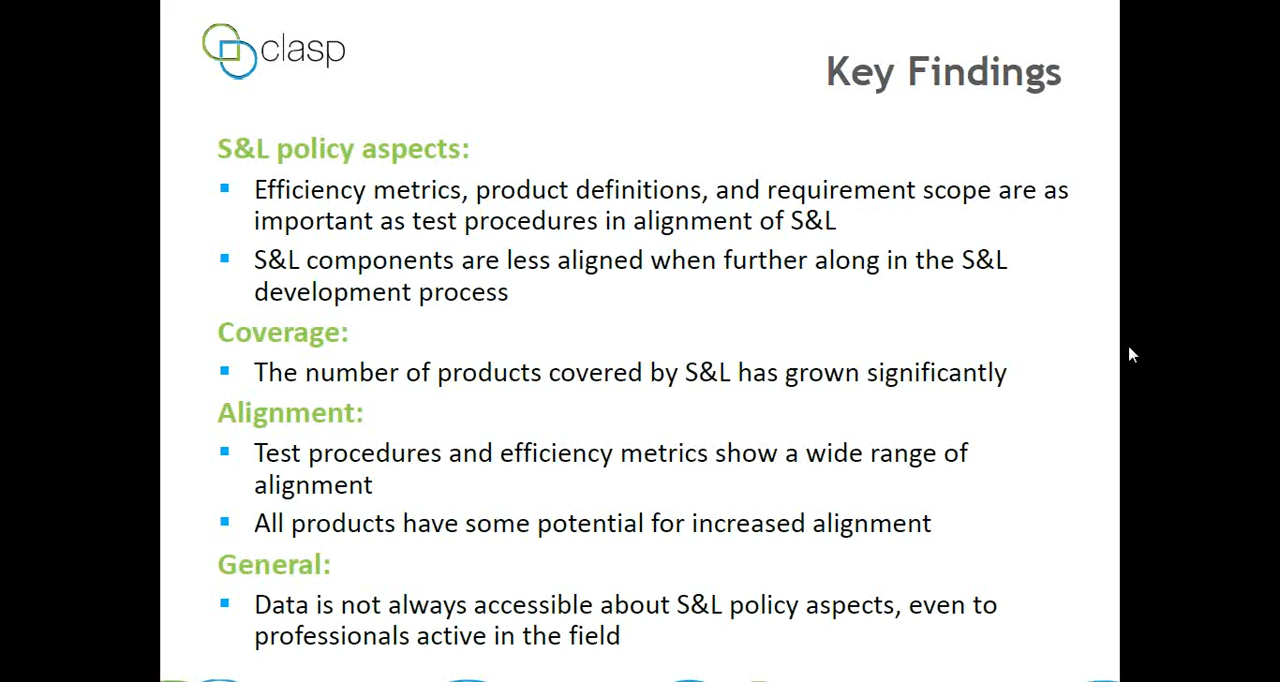 clasp
Key Findings
S&L policy aspects:
▪ Efficiency metrics, product definitions, and requirement scope are as
important as test procedures in alignment of S&L
▪ S&L components are less aligned when further along in the S&L
development process
Coverage:
▪ The number of products covered by S&L has grown significantly
Alignment:
▪ Test procedures and efficiency metrics show a wide range of
alignment
▪ All products have some potential for increased alignment
General:
▪ Data is not always accessible about S&L policy aspects, even to
professionals active in the field